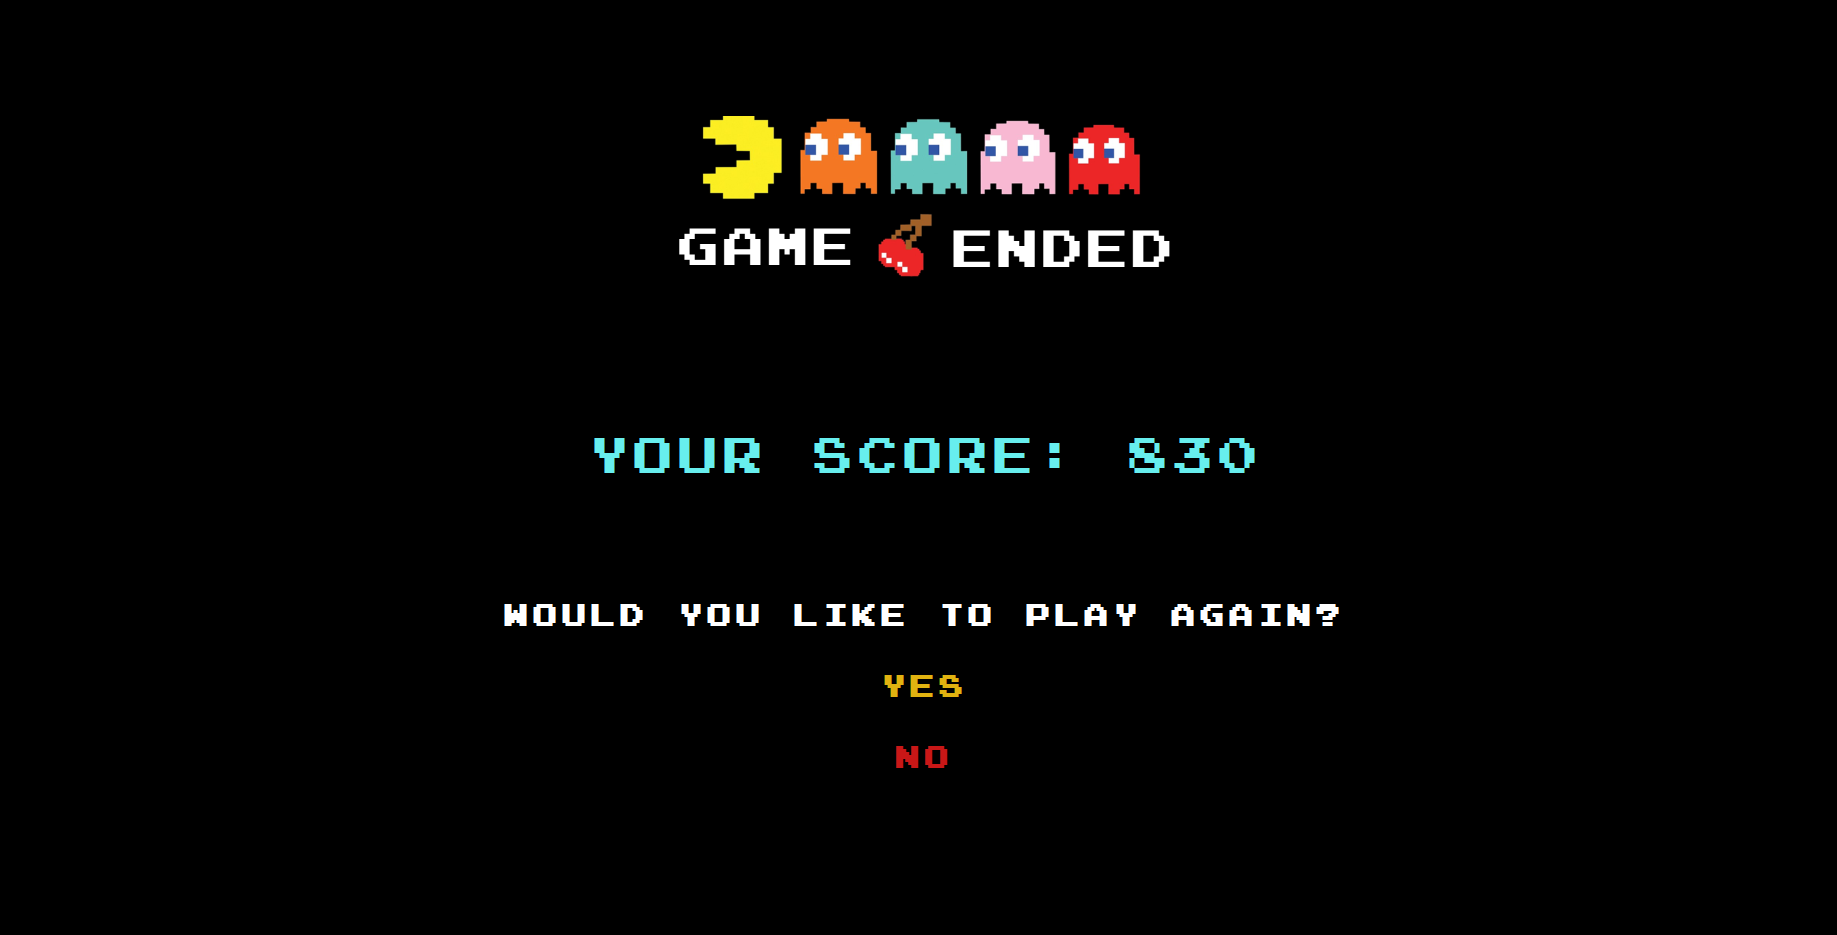 GAME ENDED
YOUR SCORE: 830
WOULD YOU LIKE TO PLAY AGAIN?
YES
NO